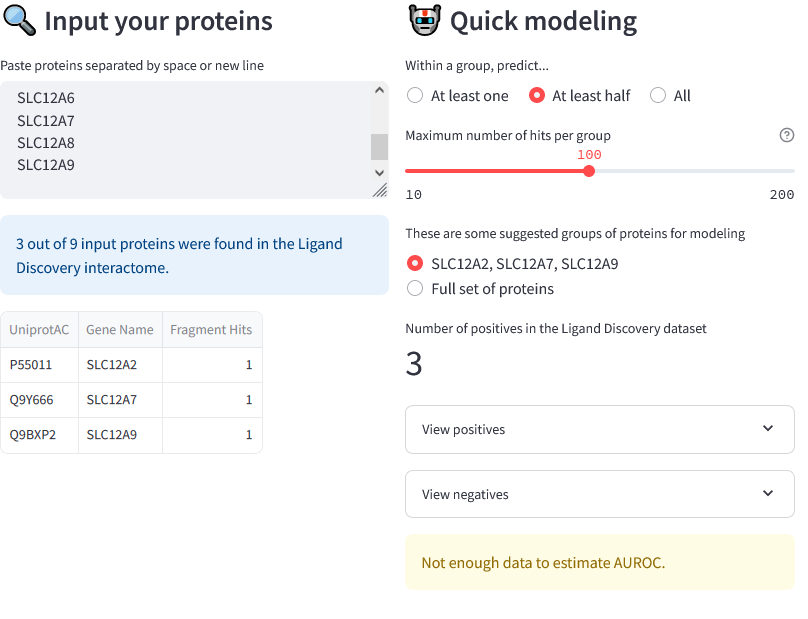 Input your proteins
Paste proteins separated by space or new line
SLC12A6
SLC12A7
SLC12A8
SLC12A9
3 out of 9 input proteins were found in the Ligand
Discovery interactome.
UniprotAC Gene Name Fragment Hits
P55011 SLC12A2 1
Q9Y666 SLC12A7 1
Q9BXP2 SLC12A9 1
Quick modeling
Within a group, predict...
At least one At least half All
Maximum number of hits per group
100
10 200
These are some suggested groups of proteins for modeling
SLC12A2, SLC12A7, SLC12A9
Full set of proteins
Number of positives in the Ligand Discovery dataset
3
View positives
View negatives
Not enough data to estimate AUROC.